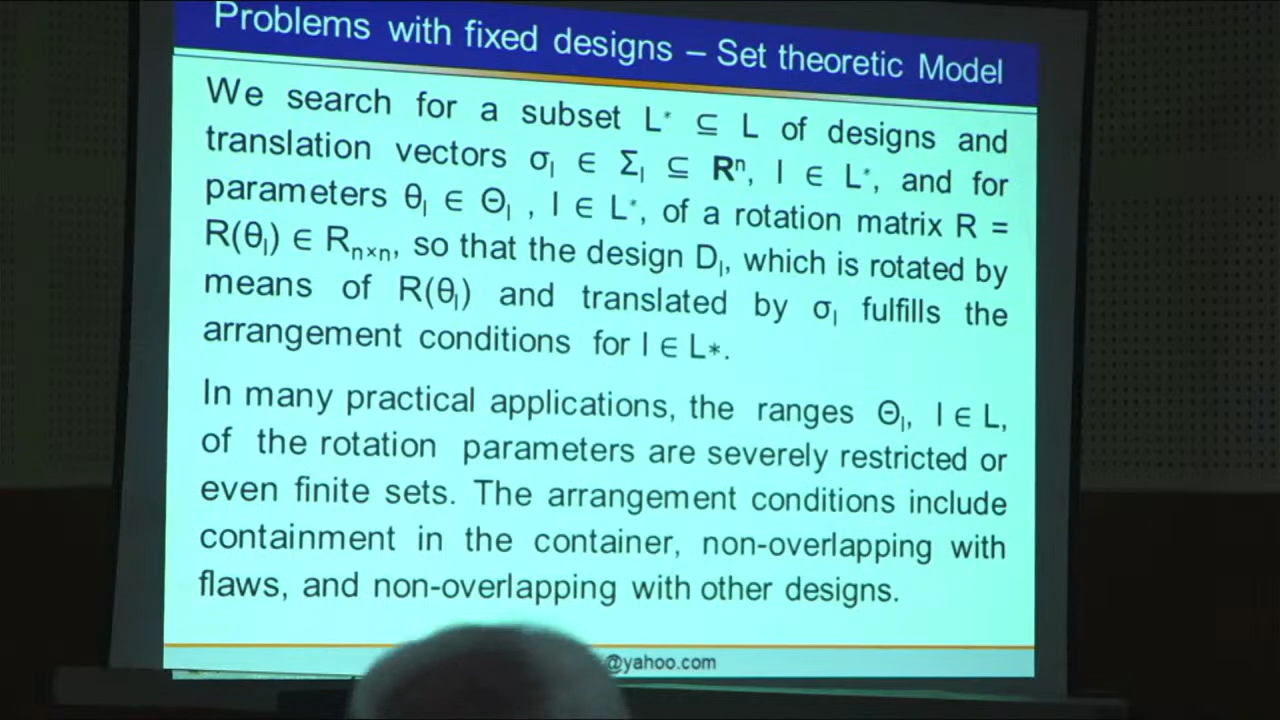 Problems with fixed designs – Set theoretic Model
We search for a subset L* ⊆ L of designs and
translation vectors σₗ ∈ Σₗ ⊆ Rⁿ, l ∈ L*, and for
parameters θₗ ∈ Θₗ , l ∈ L*, of a rotation matrix R =
R(θₗ) ∈ Rₙₓₙ, so that the design Dₗ, which is rotated by
means of R(θₗ) and translated by σₗ fulfills the
arrangement conditions for l ∈ L*.
In many practical applications, the ranges Θₗ, l ∈ L,
of the rotation parameters are severely restricted or
even finite sets. The arrangement conditions include
containment in the container, non-overlapping with
flaws, and non-overlapping with other designs.
@yahoo.com